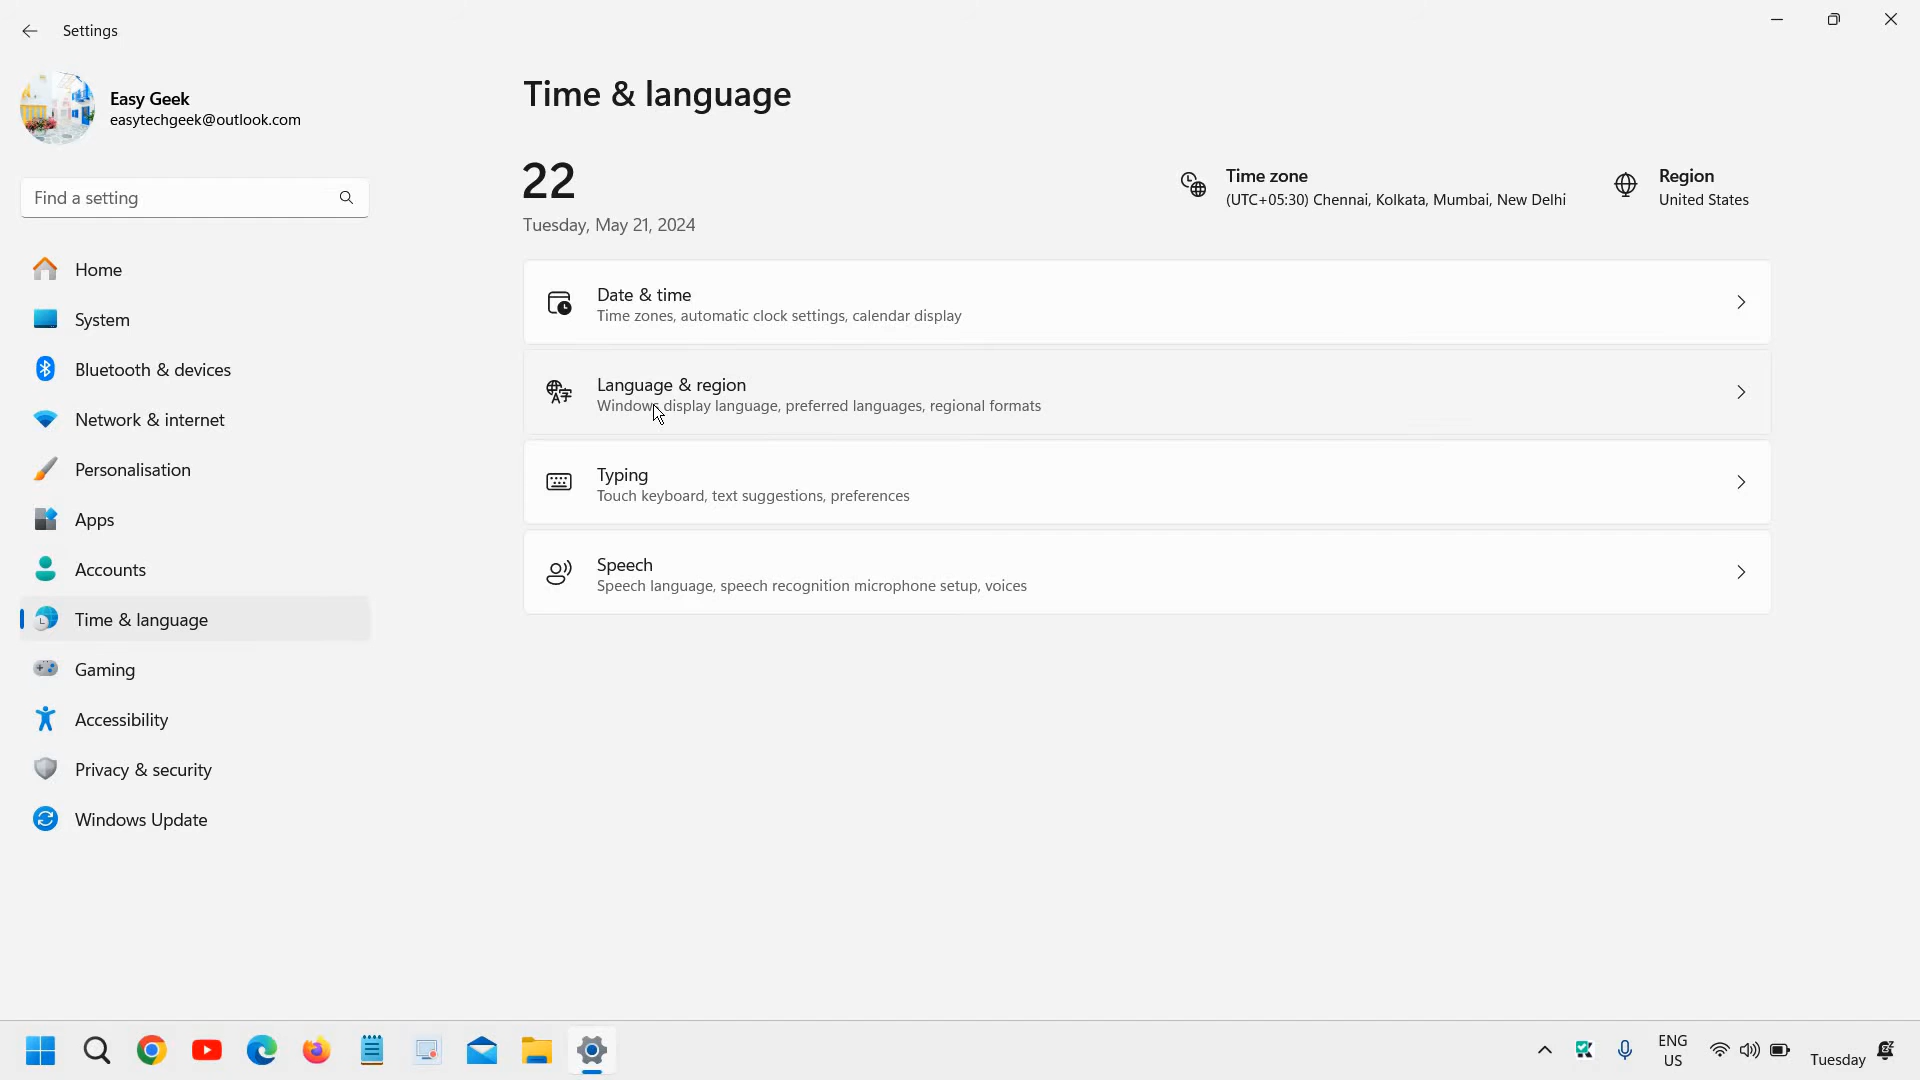 Settings
Easy Geek
easytechgeek@outlook.com
Find a setting
Home
System
Bluetooth & devices
Network & internet
Personalisation
Apps
Accounts
Time & language
Gaming
Accessibility
Privacy & security
Windows Update
Time & language
22
Tuesday, May 21, 2024
Time zone
(UTC+05:30) Chennai, Kolkata, Mumbai, New Delhi
Region
United States
Date & time
Time zones, automatic clock settings, calendar display
Language & region
Windows display language, preferred languages, regional formats
Typing
Touch keyboard, text suggestions, preferences
Speech
Speech language, speech recognition microphone setup, voices
ENG
US
Tuesday